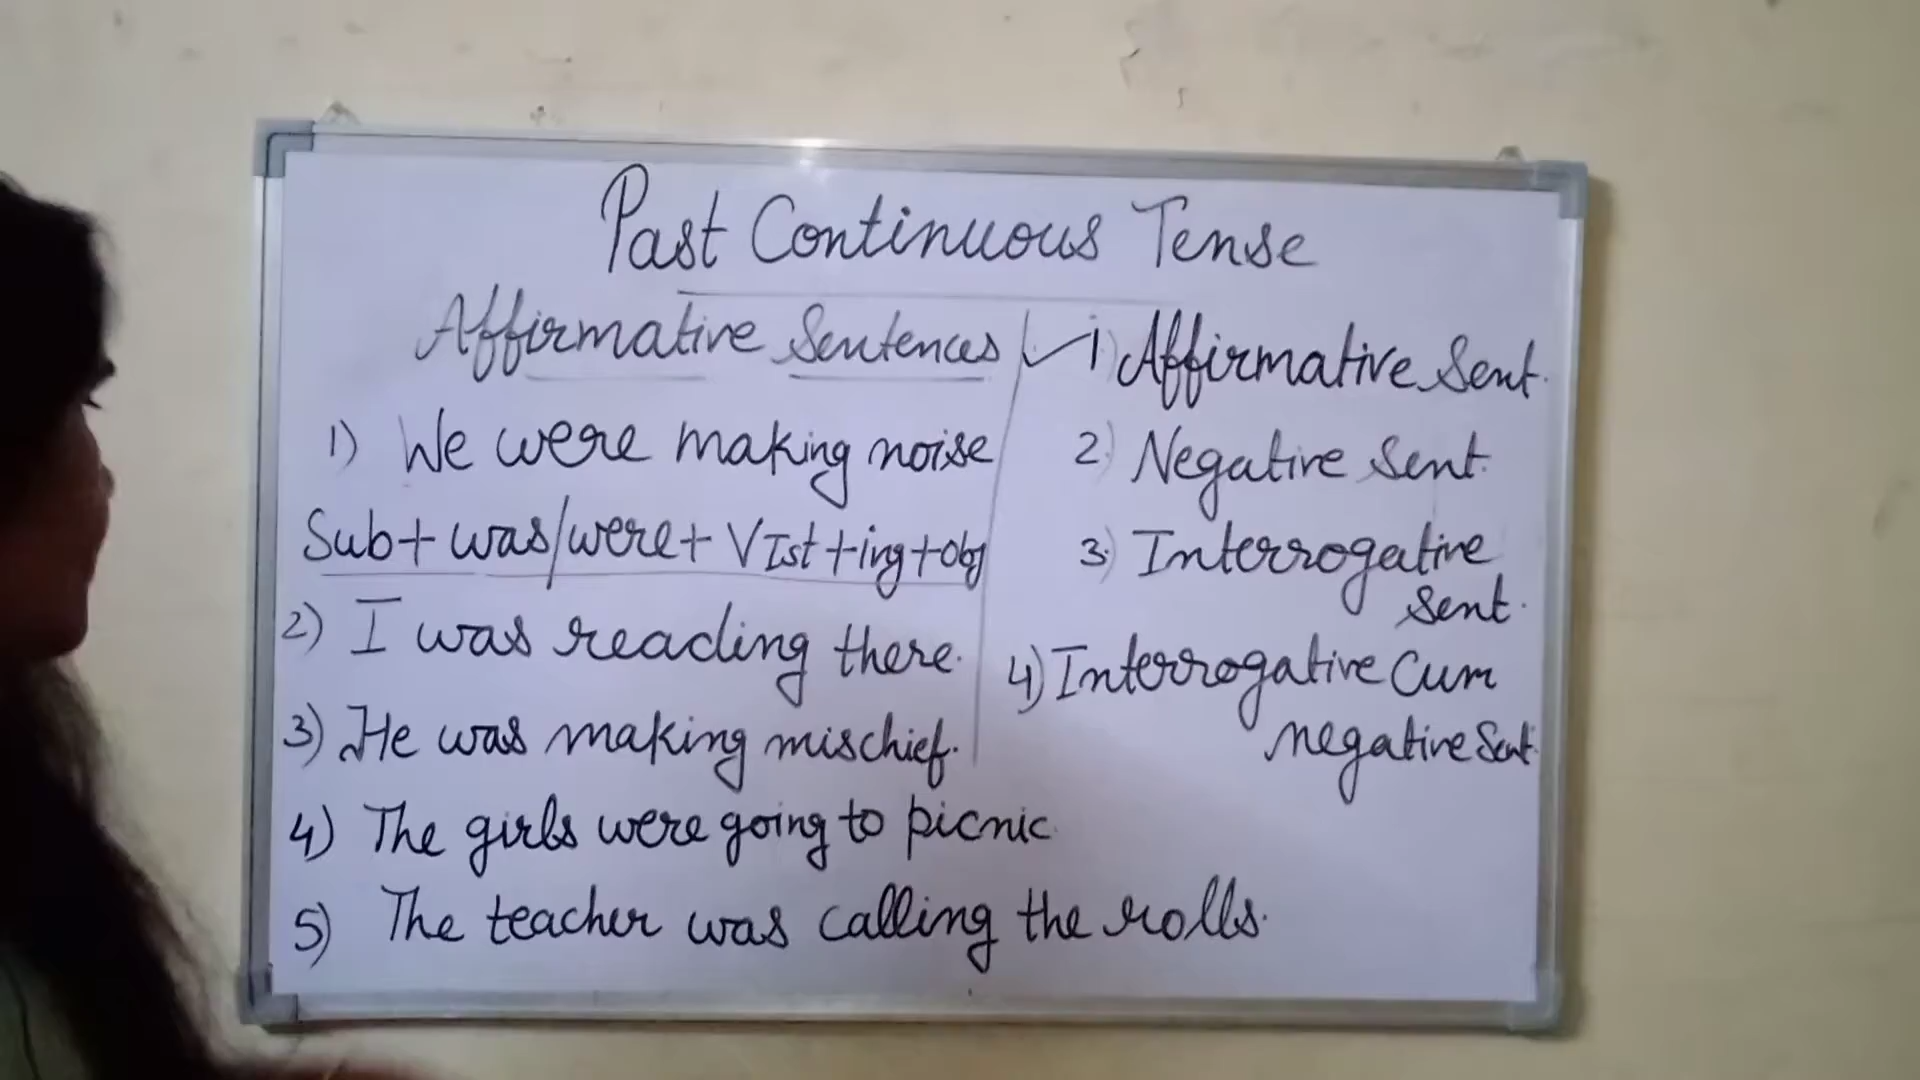 Past Continuous Tense
Affirmative Sentences
1) We were making noise
Sub + was/were + V Ist + ing + obj
2) I was reading there.
3) He was making mischief.
4) The girls were going to picnic.
5) The teacher was calling the rolls.
✓ 1) Affirmative Sent.
2) Negative Sent.
3) Interrogative
Sent.
4) Interrogative Cum
negative Sent.